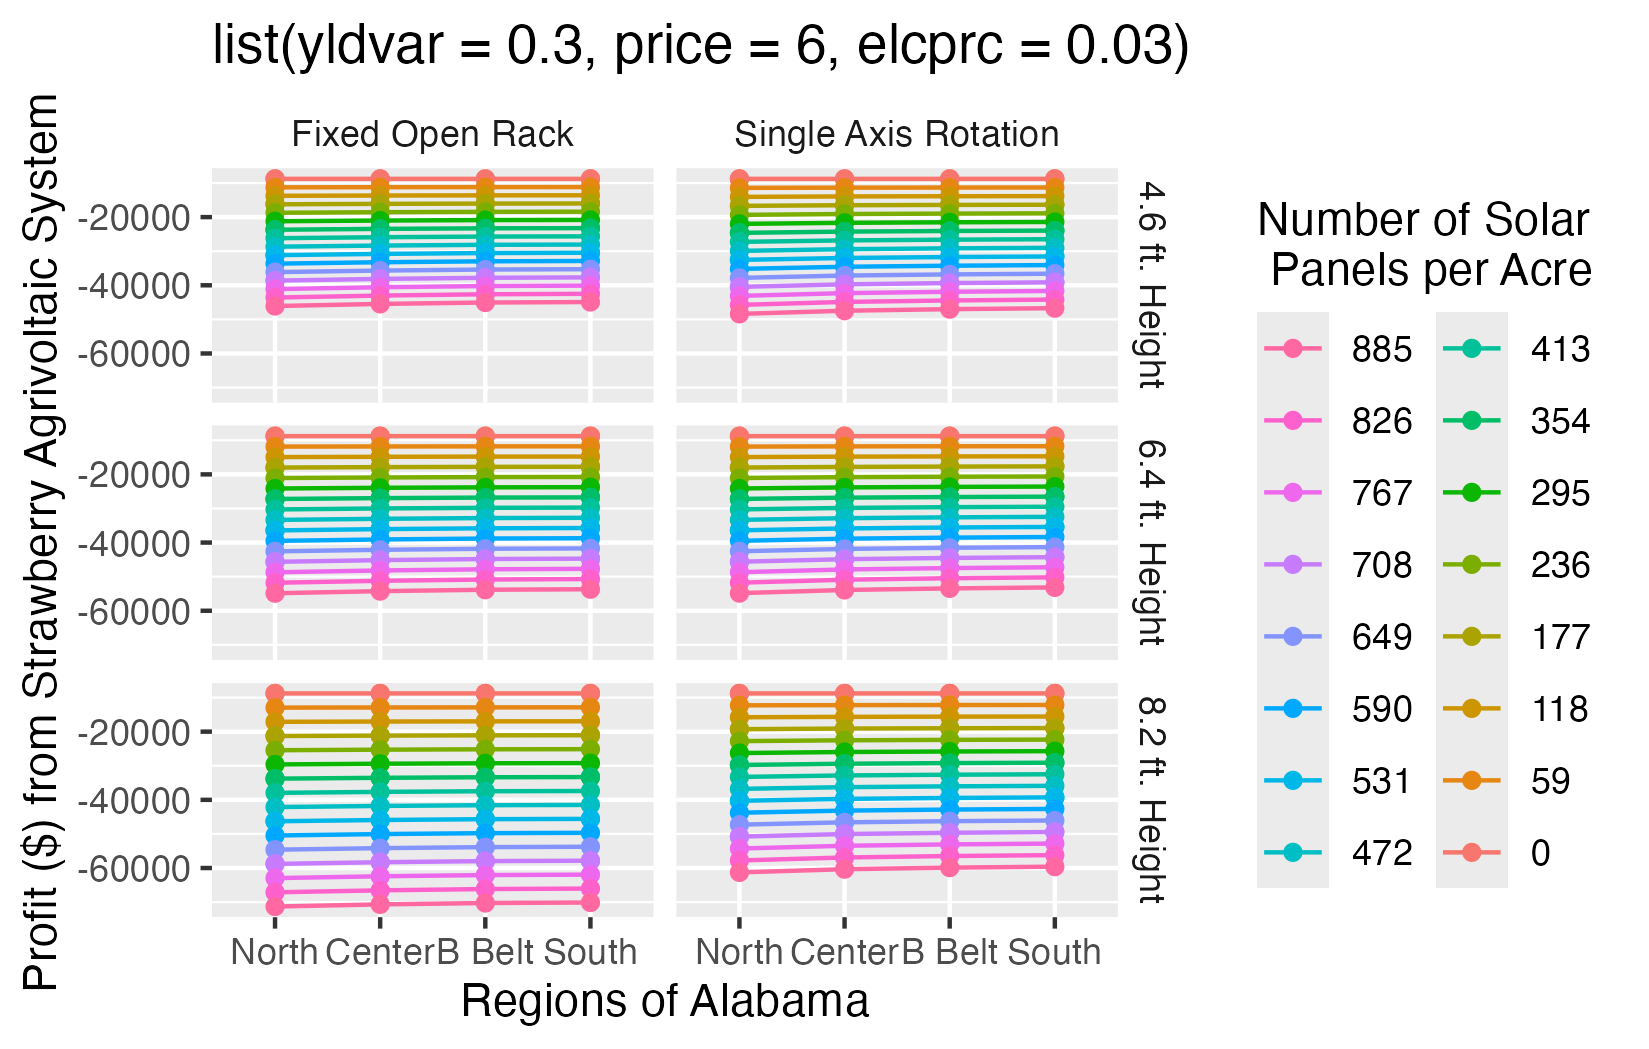 list(yldvar = 0.3, price = 6, elcprc = 0.03)
Profit ($) from Strawberry Agrivoltaic System
Fixed Open Rack
Single Axis Rotation
-20000
-40000
-60000
4.6 ft. Height
-20000
-40000
-60000
6.4 ft. Height
-20000
-40000
-60000
8.2 ft. Height
North Center B Belt South
North Center B Belt South
Regions of Alabama
Number of Solar
Panels per Acre
885 413
826 354
767 295
708 236
649 177
590 118
531 59
472 0